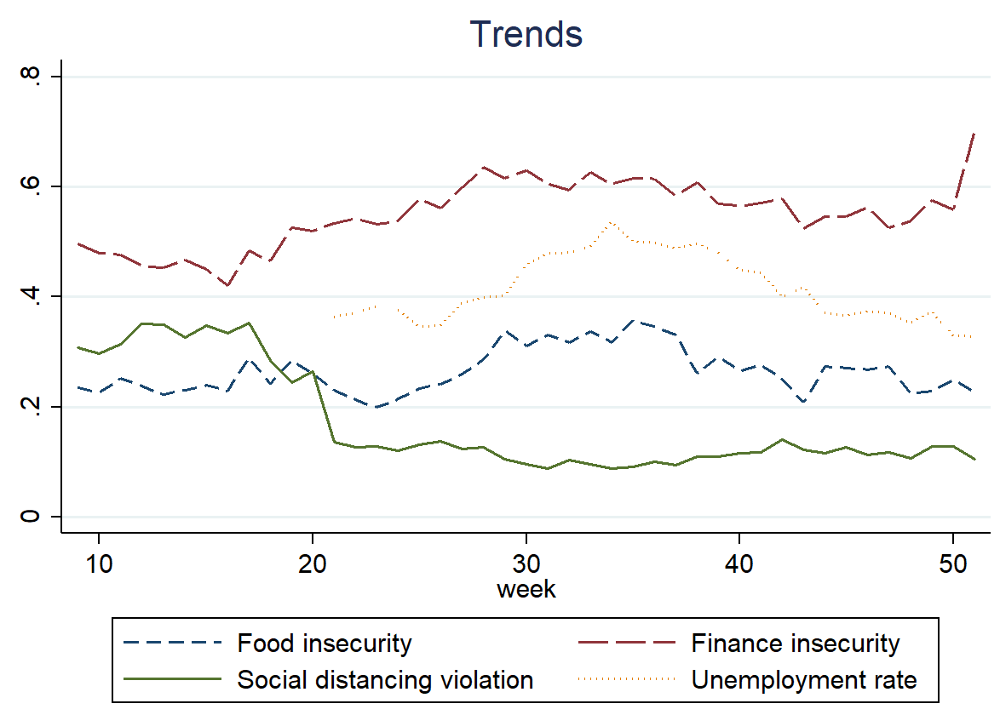 Trends
.8
.6
.4
.2
0
10 20 30 40 50
week
Food insecurity Finance insecurity
Social distancing violation Unemployment rate